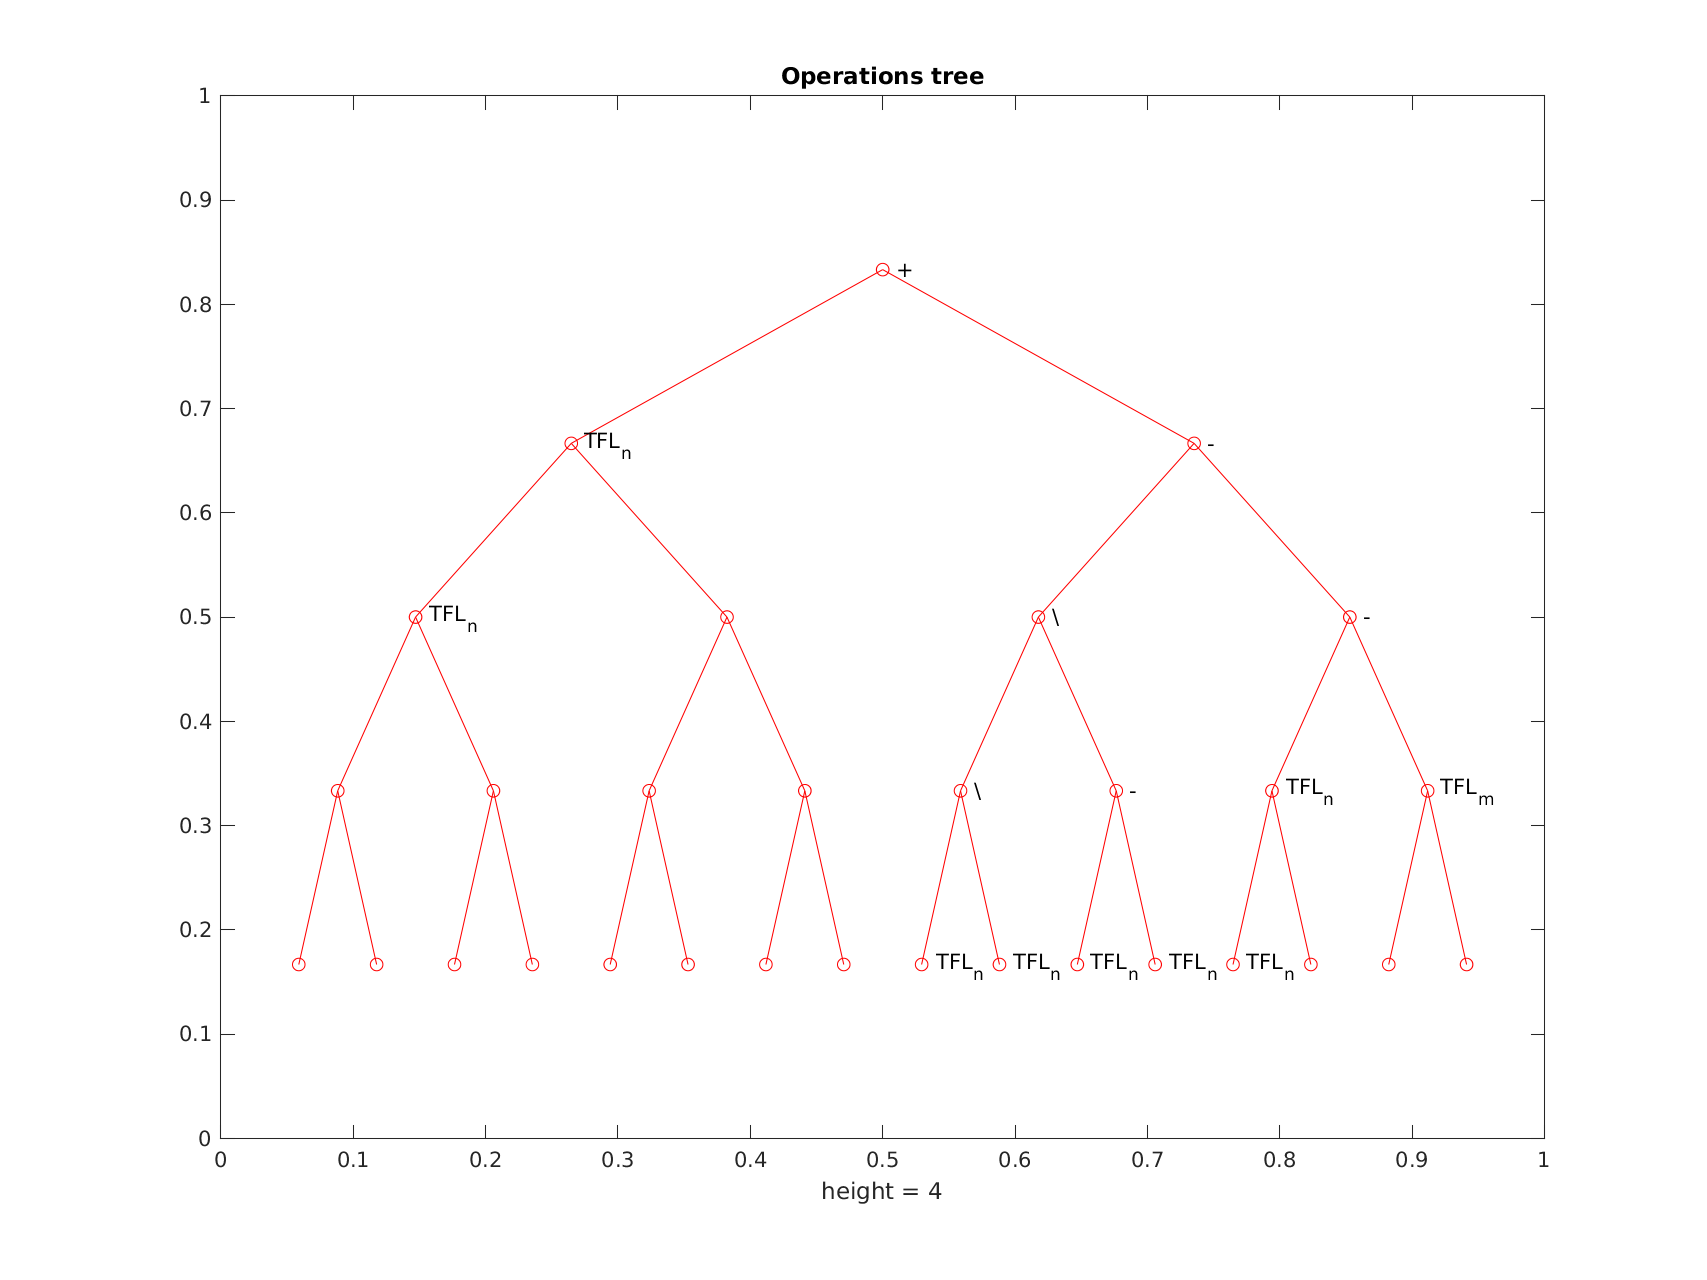 Operations tree
1
0.9
+
0.8
0.7
TFLn -
0.6
0.5
TFLn \ -
0.4
\ - TFLn TFLm
0.3
0.2
TFLn TFLn TFLn TFLn TFLn
0.1
0
0 0.1 0.2 0.3 0.4 0.5 0.6 0.7 0.8 0.9 1
height = 4